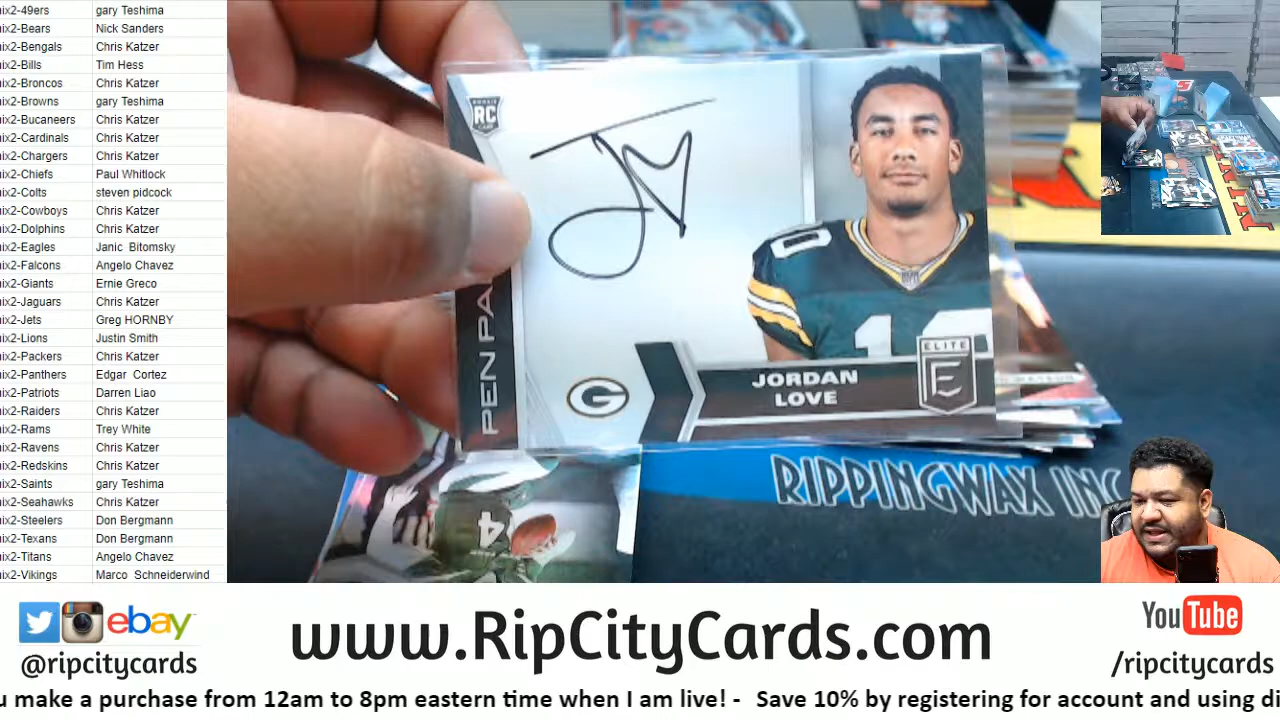 ix2-49ers gary Teshima
ix2-Bears Nick Sanders
ix2-Bengals Chris Katzer
ix2-Bills Tim Hess
ix2-Broncos Chris Katzer
ix2-Browns gary Teshima
ix2-Bucaneers Chris Katzer
ix2-Cardinals Chris Katzer
ix2-Chargers Chris Katzer
ix2-Chiefs Paul Whitlock
ix2-Colts steven pidcock
ix2-Cowboys Chris Katzer
ix2-Dolphins Chris Katzer
ix2-Eagles Janic Bitomsky
ix2-Falcons Angelo Chavez
ix2-Giants Ernie Greco
ix2-Jaguars Chris Katzer
ix2-Jets Greg HORNBY
ix2-Lions Justin Smith
ix2-Packers Chris Katzer
ix2-Panthers Edgar Cortez
ix2-Patriots Darren Liao
ix2-Raiders Chris Katzer
ix2-Rams Trey White
ix2-Ravens Chris Katzer
ix2-Redskins Chris Katzer
ix2-Saints gary Teshima
ix2-Seahawks Chris Katzer
ix2-Steelers Don Bergmann
ix2-Texans Don Bergmann
ix2-Titans Angelo Chavez
ix2-Vikings Marco Schneiderwind
RC
PEN PA
G
JORDAN
LOVE
ELITE
E
10
4
RIPPINGWAX INC
ebay
@ripcitycards
www.RipCityCards.com
YouTube
/ripcitycards
u make a purchase from 12am to 8pm eastern time when I am live! - Save 10% by registering for account and using di